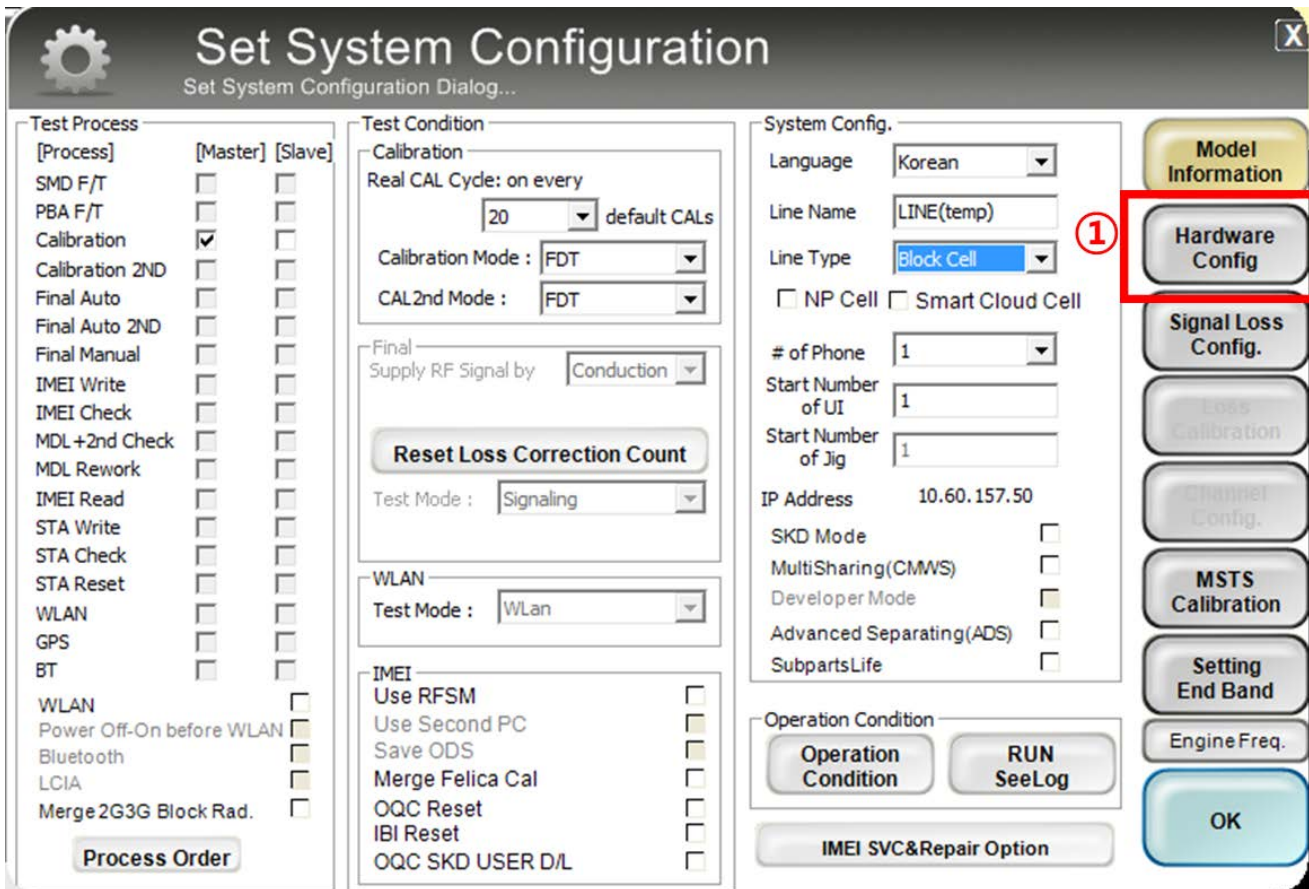 Set System Configuration
X
Set System Configuration Dialog...
Test Process
[Process] [Master] [Slave]
SMD F/T
PBA F/T
Calibration
Calibration 2ND
Final Auto
Final Auto 2ND
Final Manual
IMEI Write
IMEI Check
MDL+2nd Check
MDL Rework
IMEI Read
STA Write
STA Check
STA Reset
WLAN
GPS
BT
WLAN
Power Off-On before WLAN
Bluetooth
LCIA
Merge 2G3G Block Rad.
Process Order
Test Condition
Calibration
Real CAL Cycle: on every
20 default CALs
Calibration Mode : FDT
CAL2nd Mode : FDT
Final
Supply RF Signal by Conduction
Reset Loss Correction Count
Test Mode : Signaling
WLAN
Test Mode : WLan
IMEI
Use RFSM
Use Second PC
Save ODS
Merge Felica Cal
OQC Reset
IBI Reset
OQC SKD USER D/L
System Config.
Language Korean
Line Name LINE(temp)
Line Type Block Cell
NP Cell Smart Cloud Cell
# of Phone 1
Start Number
of UI 1
Start Number
of Jig 1
IP Address 10.60.157.50
SKD Mode
MultiSharing(CMWS)
Developer Mode
Advanced Separating(ADS)
SubpartsLife
Operation Condition
Operation
Condition
RUN
SeeLog
IMEI SVC&Repair Option
Model
Information
①
Hardware
Config
Signal Loss
Config.
Loss
Calibration
Channel
Config.
MSTS
Calibration
Setting
End Band
Engine Freq.
OK